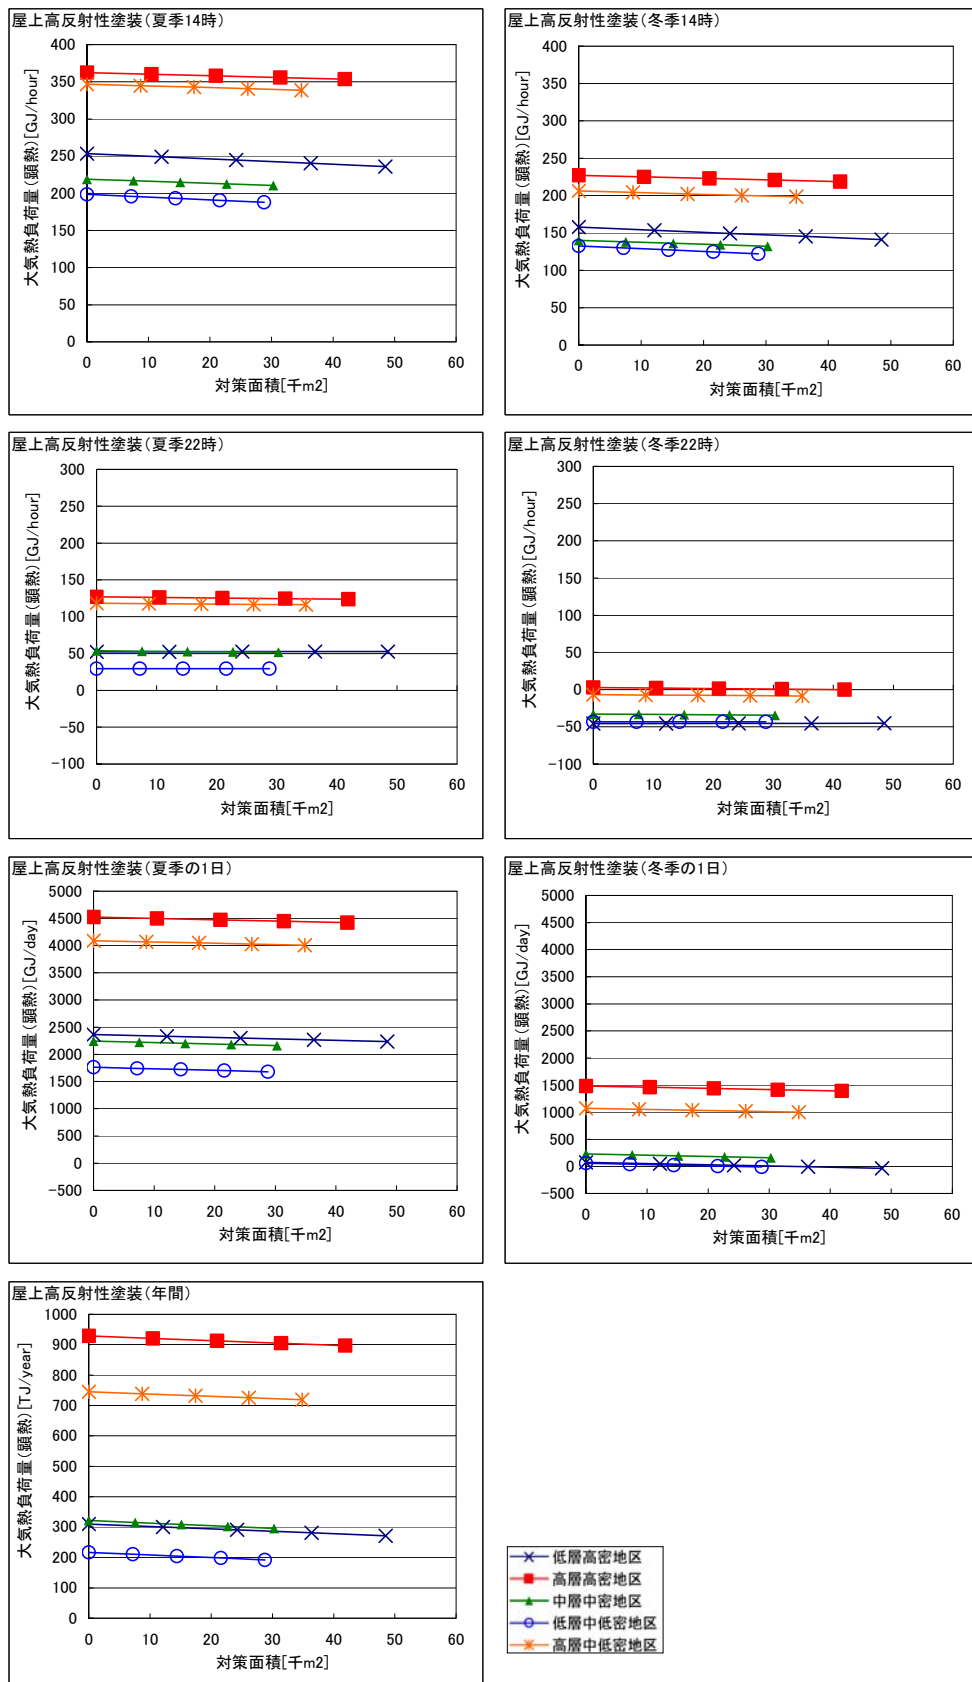 屋上高反射性塗装(夏季14時)
大気熱負荷量(顕熱)[GJ/hour]
400
350
300
250
200
150
100
50
0
0 10 20 30 40 50 60
対策面積[千m2]
屋上高反射性塗装(冬季14時)
大気熱負荷量(顕熱)[GJ/hour]
400
350
300
250
200
150
100
50
0
0 10 20 30 40 50 60
対策面積[千m2]
屋上高反射性塗装(夏季22時)
大気熱負荷量(顕熱)[GJ/hour]
300
250
200
150
100
50
0
-50
-100
0 10 20 30 40 50 60
対策面積[千m2]
屋上高反射性塗装(冬季22時)
大気熱負荷量(顕熱)[GJ/hour]
300
250
200
150
100
50
0
-50
-100
0 10 20 30 40 50 60
対策面積[千m2]
屋上高反射性塗装(夏季の1日)
大気熱負荷量(顕熱)[GJ/day]
5000
4500
4000
3500
3000
2500
2000
1500
1000
500
0
-500
0 10 20 30 40 50 60
対策面積[千m2]
屋上高反射性塗装(冬季の1日)
大気熱負荷量(顕熱)[GJ/day]
5000
4500
4000
3500
3000
2500
2000
1500
1000
500
0
-500
0 10 20 30 40 50 60
対策面積[千m2]
屋上高反射性塗装(年間)
大気熱負荷量(顕熱)[TJ/year]
1000
900
800
700
600
500
400
300
200
100
0
0 10 20 30 40 50 60
対策面積[千m2]
低層高密地区
高層高密地区
中層中密地区
低層中低密地区
高層中低密地区